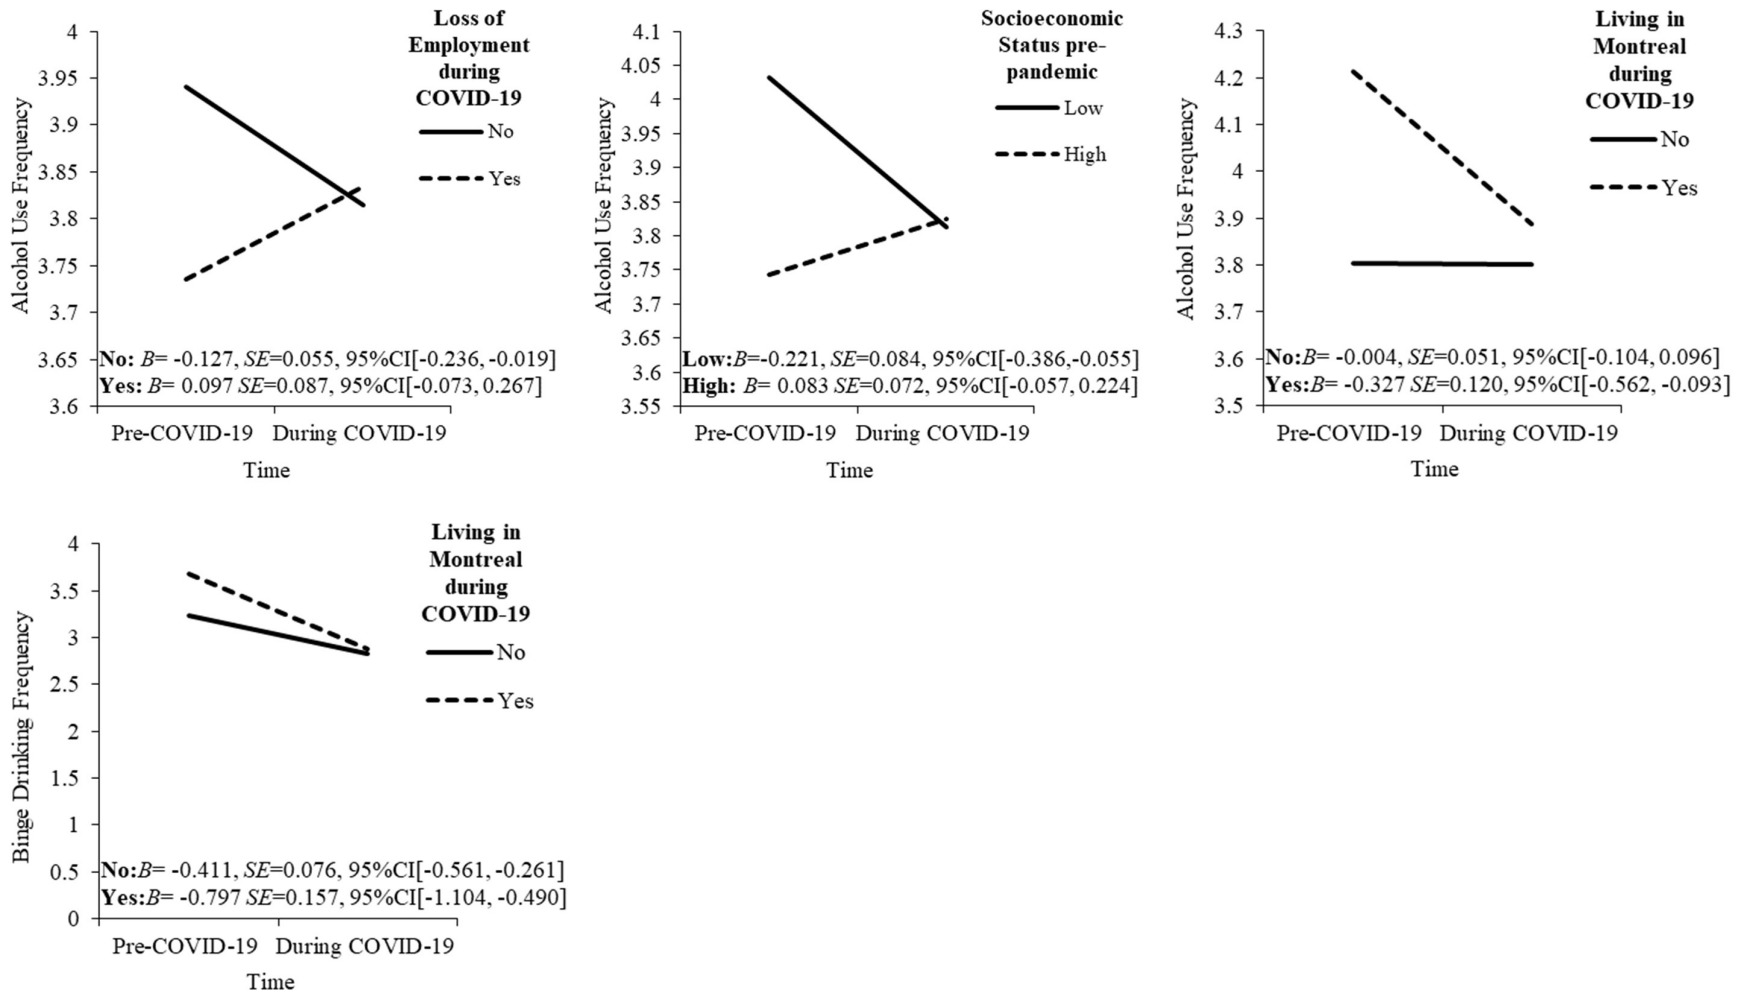 Loss of
Employment
during
COVID-19
No
Yes
4
3.95
3.9
3.85
3.8
3.75
3.7
3.65
3.6
Alcohol Use Frequency
No: B= -0.127, SE=0.055, 95%CI[-0.236, -0.019]
Yes: B= 0.097 SE=0.087, 95%CI[-0.073, 0.267]
Pre-COVID-19 During COVID-19
Time
Socioeconomic
Status pre-
pandemic
Low
High
4.1
4.05
4
3.95
3.9
3.85
3.8
3.75
3.7
3.65
3.6
3.55
Alcohol Use Frequency
Low:B=-0.221, SE=0.084, 95%CI[-0.386,-0.055]
High: B= 0.083 SE=0.072, 95%CI[-0.057, 0.224]
Pre-COVID-19 During COVID-19
Time
Living in
Montreal
during
COVID-19
No
Yes
4.3
4.2
4.1
4
3.9
3.8
3.7
3.6
3.5
Alcohol Use Frequency
No:B= -0.004, SE=0.051, 95%CI[-0.104, 0.096]
Yes:B= -0.327 SE=0.120, 95%CI[-0.562, -0.093]
Pre-COVID-19 During COVID-19
Time
Living in
Montreal
during
COVID-19
No
Yes
4
3.5
3
2.5
2
1.5
1
0.5
0
Binge Drinking Frequency
No:B= -0.411, SE=0.076, 95%CI[-0.561, -0.261]
Yes:B= -0.797 SE=0.157, 95%CI[-1.104, -0.490]
Pre-COVID-19 During COVID-19
Time